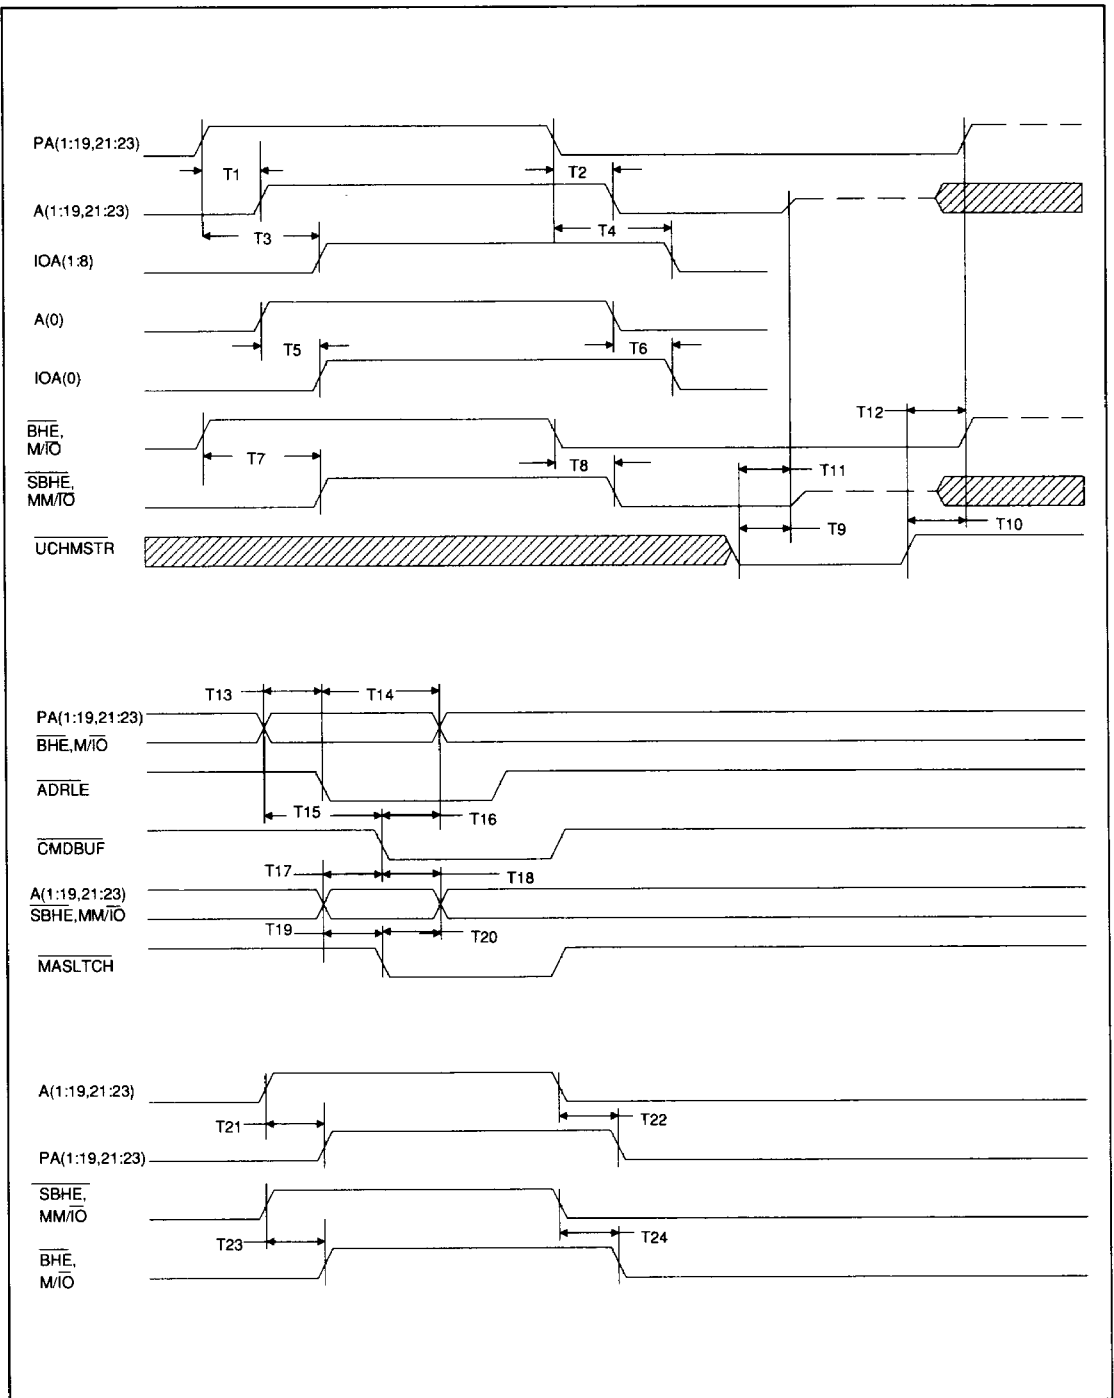 PA(1:19,21:23)
T1
T2
A(1:19,21:23)
T3
T4
IOA(1:8)
A(0)
T5
T6
IOA(0)
T12
BHE,
M/IO
T7
T8
T11
SBHE,
MM/IO
T9
T10
UCHMSTR
T13
T14
PA(1:19,21:23)
BHE,M/IO
ADRLE
T15
T16
CMDBUF
T17
T18
A(1:19,21:23)
SBHE,MM/IO
T19
T20
MASLTCH
A(1:19,21:23)
T21
T22
PA(1:19,21:23)
SBHE,
MM/IO
T23
T24
BHE,
M/IO